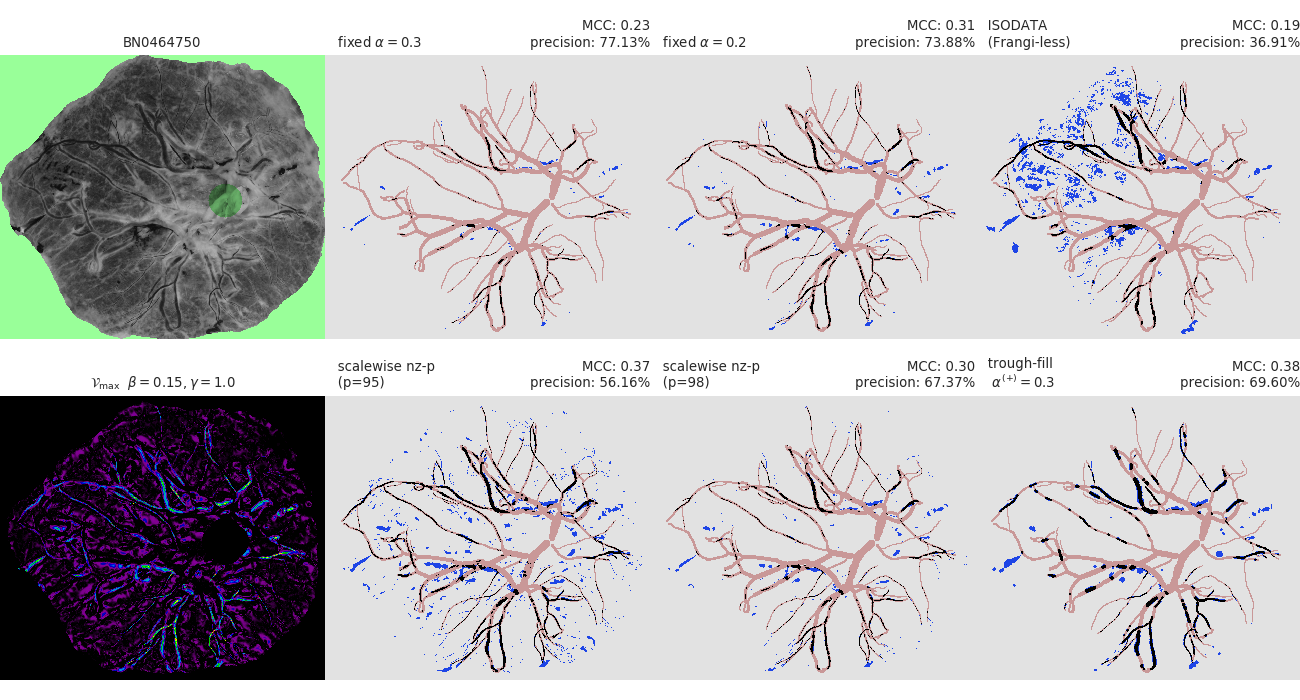 BN0464750
fixed α = 0.3
MCC: 0.23
precision: 77.13%
fixed α = 0.2
MCC: 0.31
precision: 73.88%
ISODATA
(Frangi-less)
MCC: 0.19
precision: 36.91%
𝒱max β = 0.15, γ = 1.0
scalewise nz-p
(p=95)
MCC: 0.37
precision: 56.16%
scalewise nz-p
(p=98)
MCC: 0.30
precision: 67.37%
trough-fill
α(+) = 0.3
MCC: 0.38
precision: 69.60%